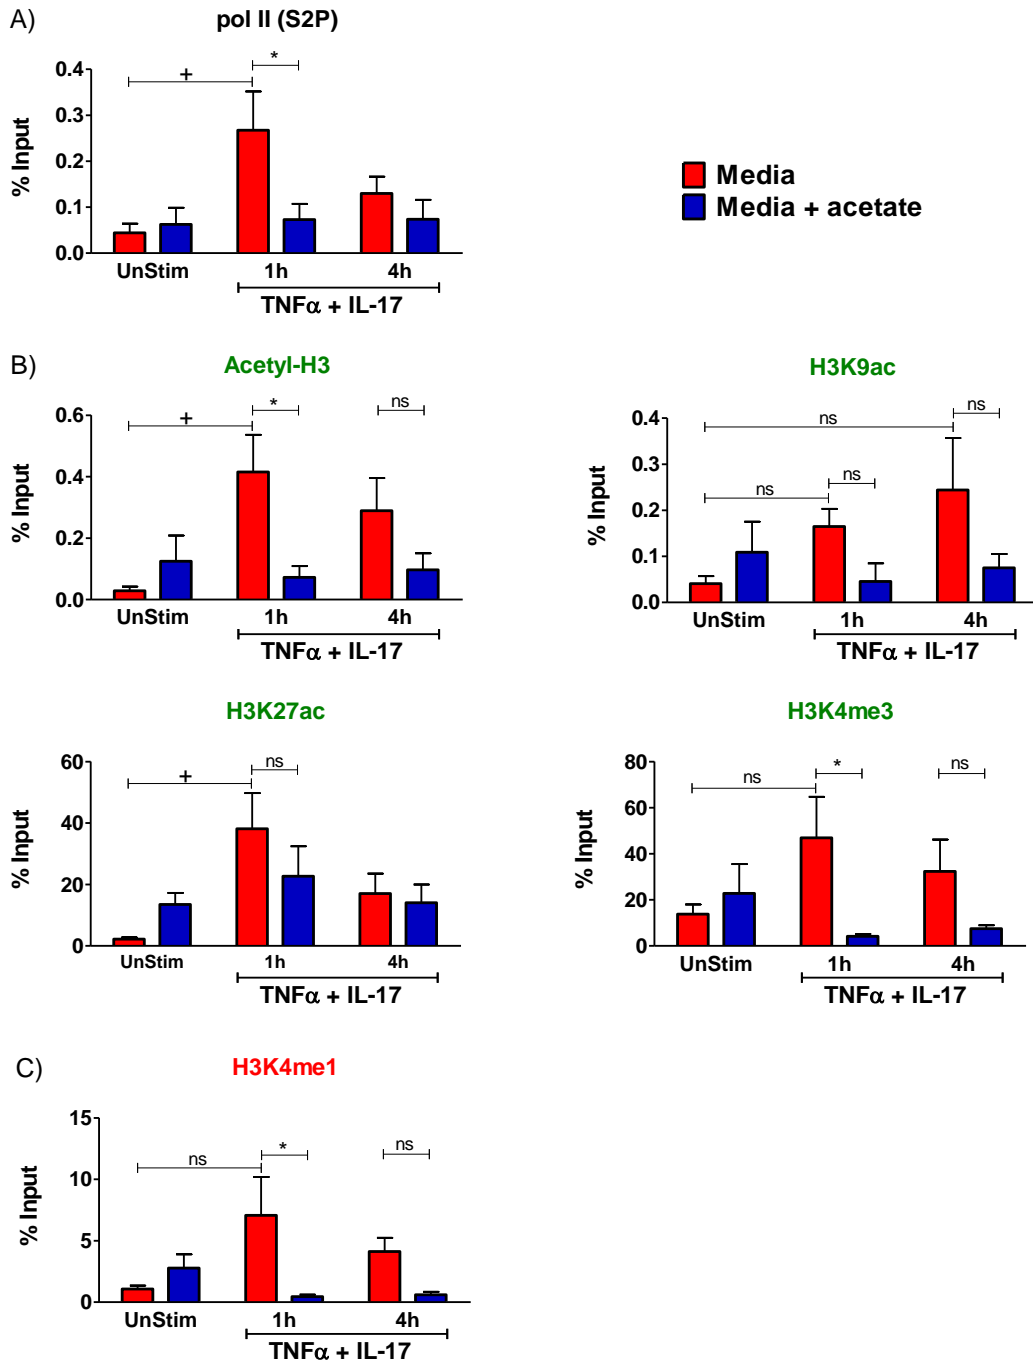 A)
pol II (S2P)
+
*
% Input
0.4
0.3
0.2
0.1
0.0
UnStim
1h
4h
TNFα + IL-17
Media
Media + acetate
B)
Acetyl-H3
+
*
ns
% Input
0.6
0.4
0.2
0.0
UnStim
1h
4h
TNFα + IL-17
H3K9ac
ns
ns
ns
ns
% Input
0.4
0.3
0.2
0.1
0.0
UnStim
1h
4h
TNFα + IL-17
H3K27ac
+
ns
% Input
60
40
20
0
UnStim
1h
4h
TNFα + IL-17
H3K4me3
ns
*
ns
% Input
80
60
40
20
0
UnStim
1h
4h
TNFα + IL-17
C)
H3K4me1
ns
*
ns
% Input
15
10
5
0
UnStim
1h
4h
TNFα + IL-17